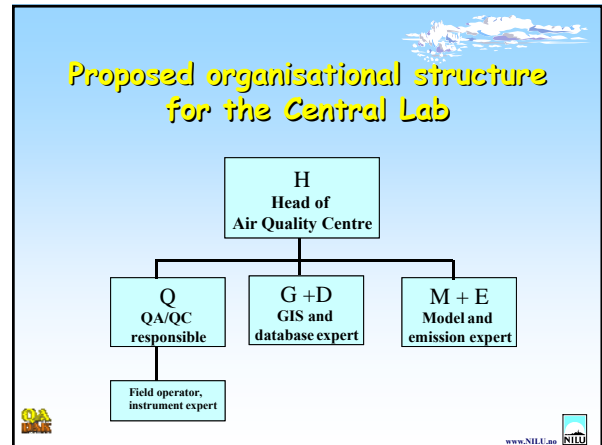 Proposed organisational structure
for the Central Lab
H
Head of
Air Quality Centre
Q
QA/QC
responsible
G +D
GIS and
database expert
M + E
Model and
emission expert
Field operator,
instrument expert
QA
www.NILU.no
NILU